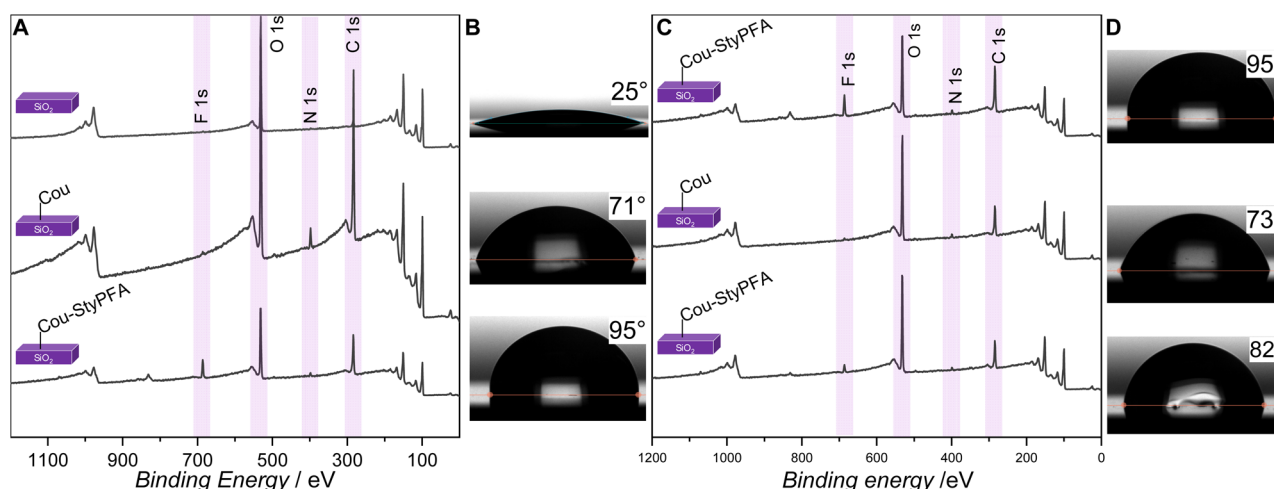 A
F 1s
O 1s
N 1s
C 1s
SiO₂
Cou
SiO₂
Cou-StyPFA
SiO₂
1100 900 700 500 300 100
Binding Energy / eV
B
25°
71°
95°
C
Cou-StyPFA
SiO₂
F 1s
O 1s
N 1s
C 1s
Cou
SiO₂
Cou-StyPFA
SiO₂
1200 1000 800 600 400 200 0
Binding energy /eV
D
95
73
82